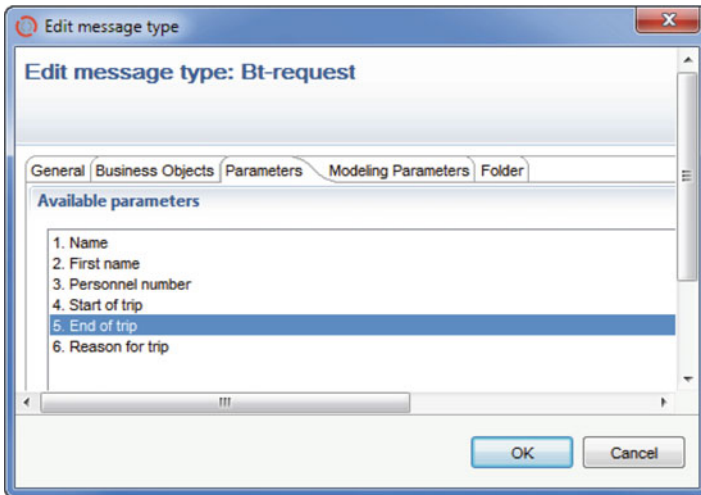 Edit message type
Edit message type: Bt-request
General Business Objects Parameters Modeling Parameters Folder
Available parameters
1. Name
2. First name
3. Personnel number
4. Start of trip
5. End of trip
6. Reason for trip
OK Cancel